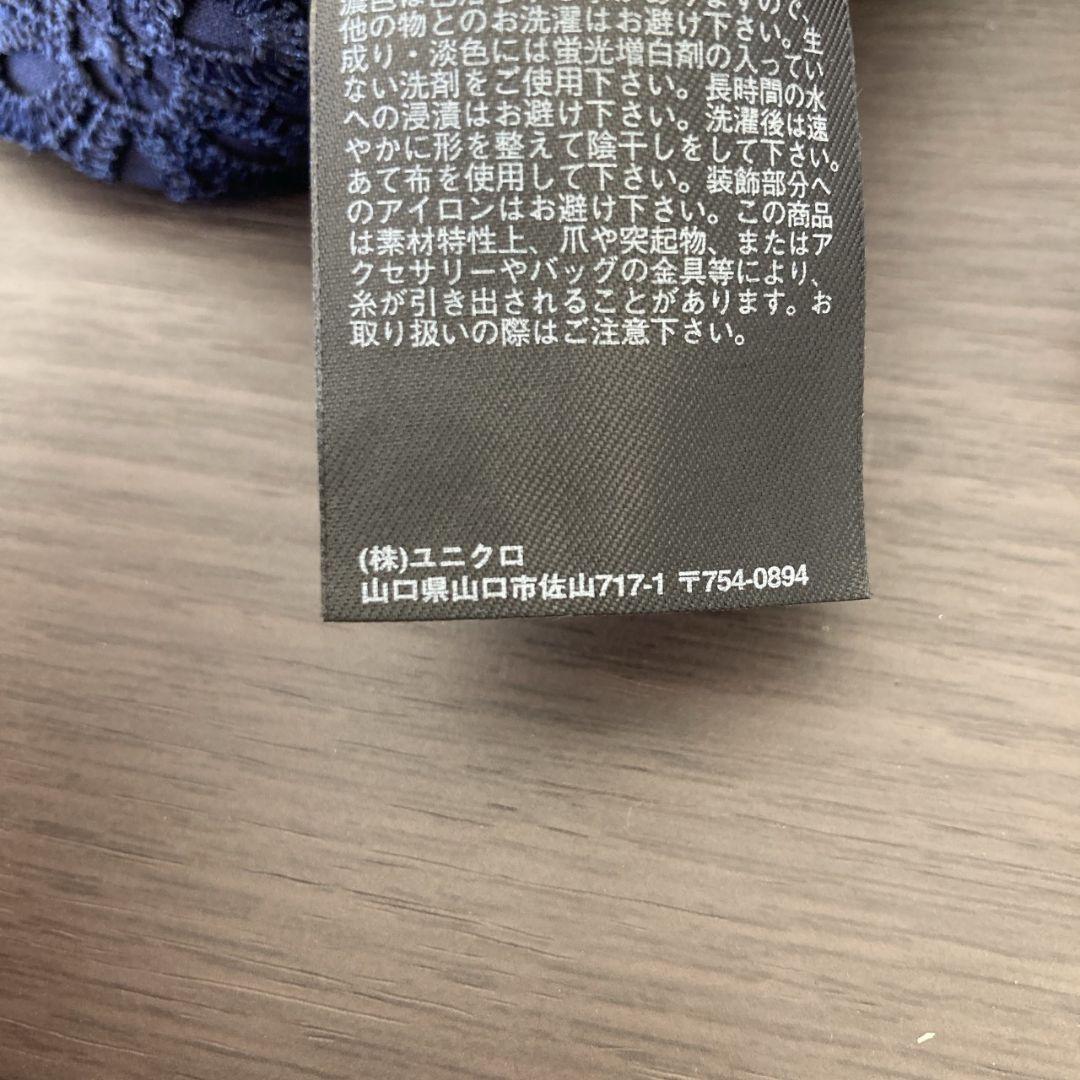 他の物とのお洗濯はお避け下さい。生
成り・淡色には蛍光増白剤の入ってい
ない洗剤をご使用下さい。長時間の水
への浸漬はお避け下さい。洗濯後は速
やかに形を整えて陰干しをして下さい。
あて布を使用して下さい。装飾部分へ
のアイロンはお避け下さい。この商品
は素材特性上、爪や突起物、またはア
クセサリーやバッグの金具等により、
糸が引き出されることがあります。お
取り扱いの際はご注意下さい。
(株)ユニクロ
山口県山口市佐山717-1 〒754-0894